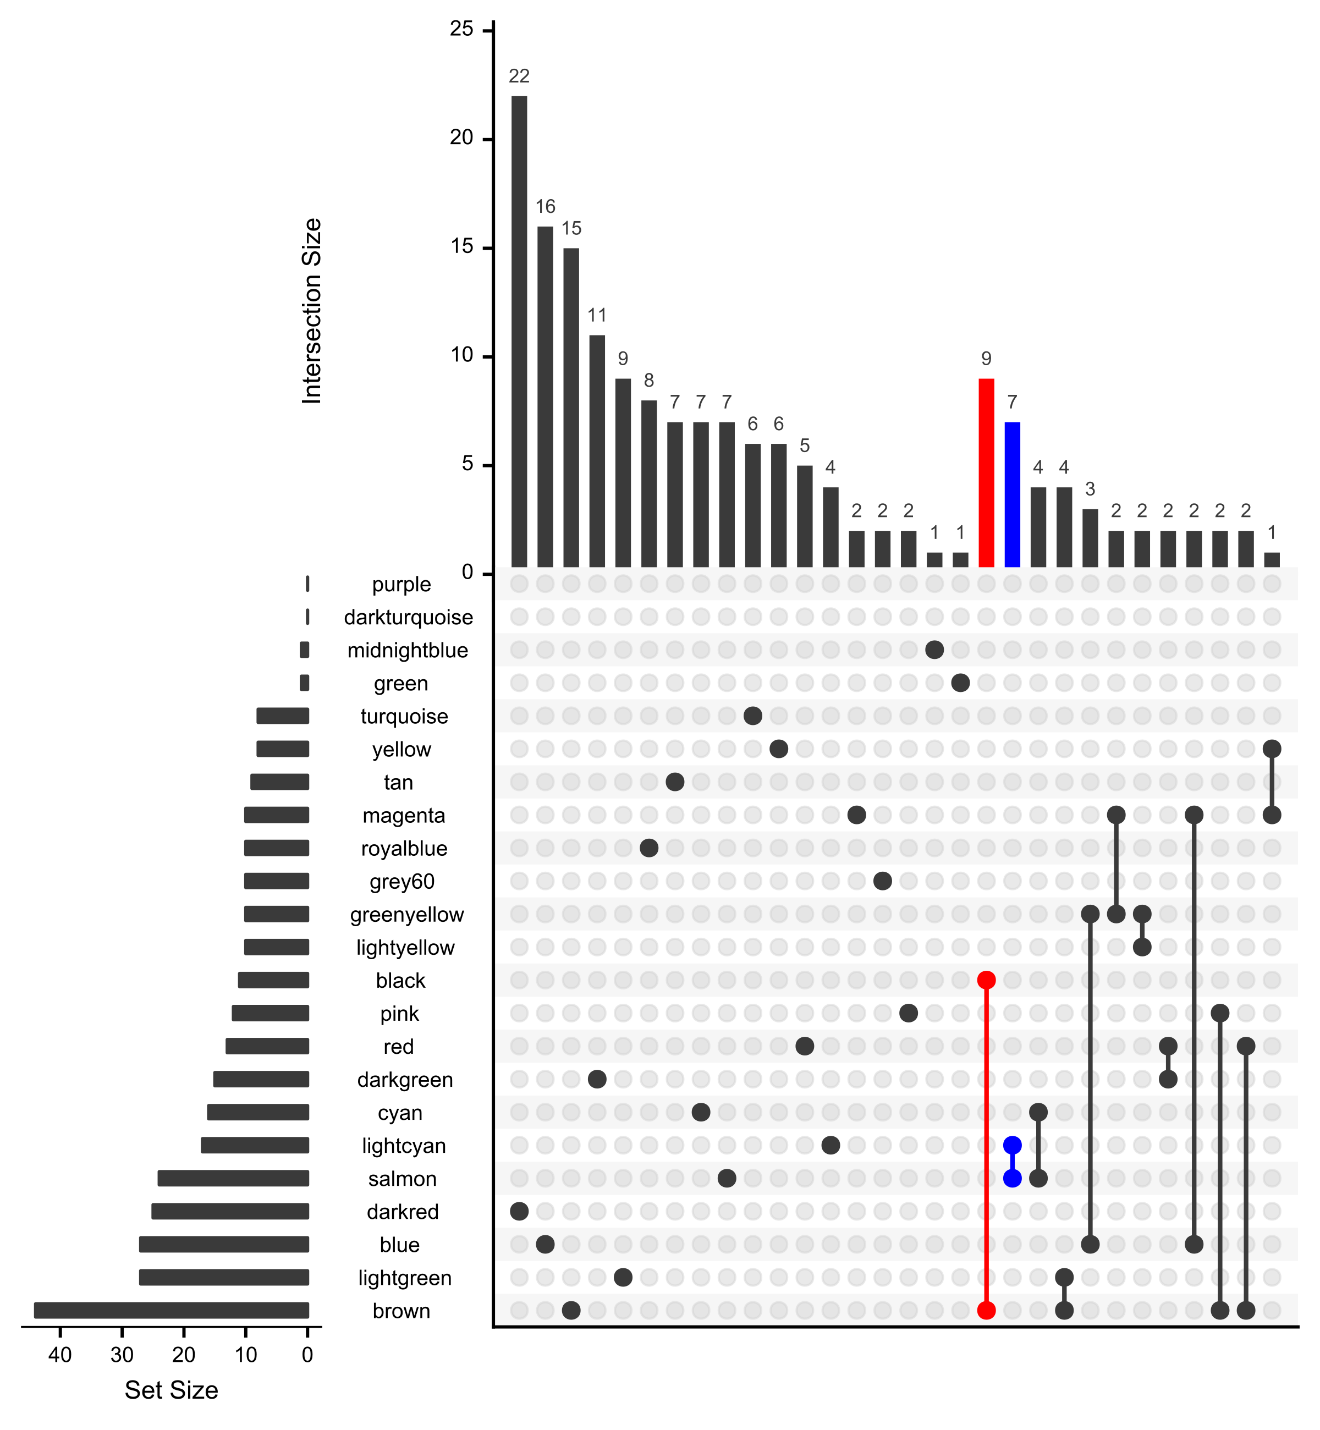 25
20
15
10
5
0
Intersection Size
22
16
15
11
9
8
7
7
7
6
6
5
4
2
2
2
1
1
9
7
4
4
3
2
2
2
2
2
2
1
purple
darkturquoise
midnightblue
green
turquoise
yellow
tan
magenta
royalblue
grey60
greenyellow
lightyellow
black
pink
red
darkgreen
cyan
lightcyan
salmon
darkred
blue
lightgreen
brown
40 30 20 10 0
Set Size